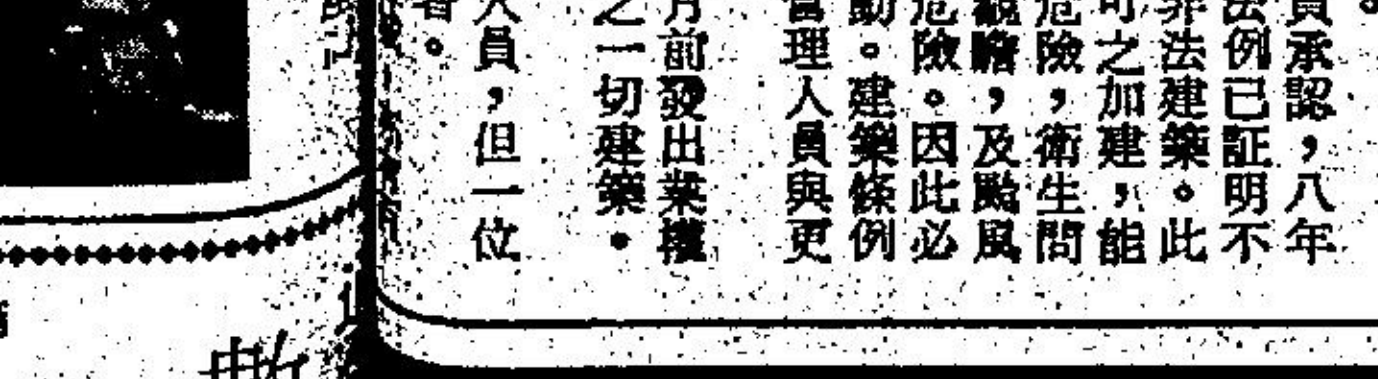 員承認，八年
法例已証明不
非法建築。此
可之加建，能
危險，衛生問
觀瞻，及颱風
危險。因此必
動。建築條例
管理人員與更
月前發出業權
之一切建築。
人員，但一位
者。